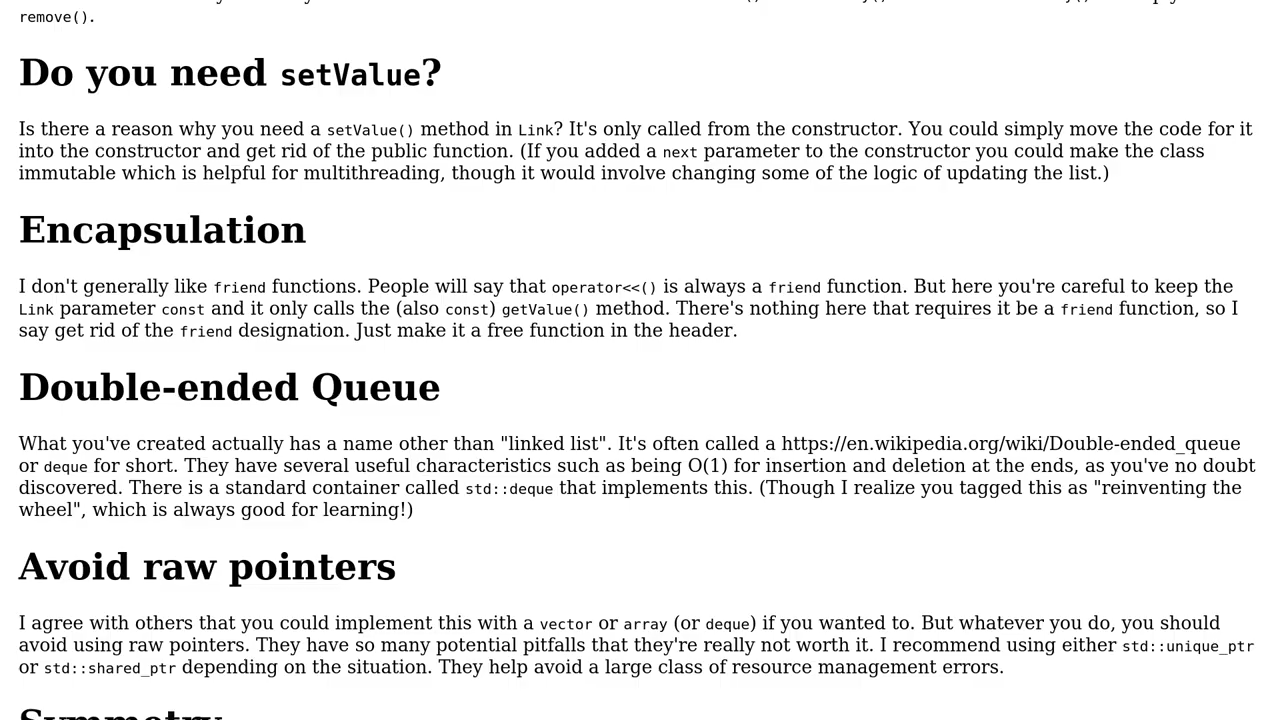 remove().
Do you need setValue?
Is there a reason why you need a setValue() method in Link? It's only called from the constructor. You could simply move the code for it
into the constructor and get rid of the public function. (If you added a next parameter to the constructor you could make the class
immutable which is helpful for multithreading, though it would involve changing some of the logic of updating the list.)
Encapsulation
I don't generally like friend functions. People will say that operator<<() is always a friend function. But here you're careful to keep the
Link parameter const and it only calls the (also const) getValue() method. There's nothing here that requires it be a friend function, so I
say get rid of the friend designation. Just make it a free function in the header.
Double-ended Queue
What you've created actually has a name other than "linked list". It's often called a https://en.wikipedia.org/wiki/Double-ended_queue
or deque for short. They have several useful characteristics such as being O(1) for insertion and deletion at the ends, as you've no doubt
discovered. There is a standard container called std::deque that implements this. (Though I realize you tagged this as "reinventing the
wheel", which is always good for learning!)
Avoid raw pointers
I agree with others that you could implement this with a vector or array (or deque) if you wanted to. But whatever you do, you should
avoid using raw pointers. They have so many potential pitfalls that they're really not worth it. I recommend using either std::unique_ptr
or std::shared_ptr depending on the situation. They help avoid a large class of resource management errors.
Symmetry